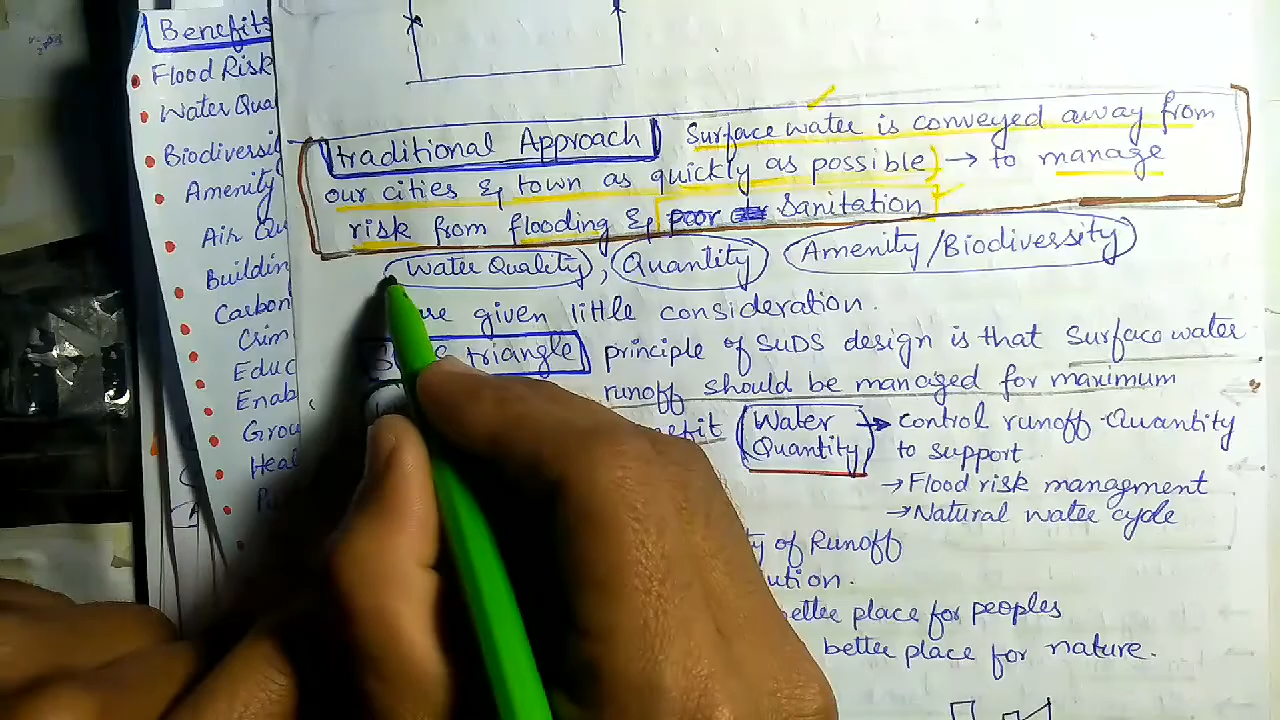 Benefits
Flood Risk
Water Qua
Biodiversi
Amenity
Air Qu
Buildin
Carbon
Crim
Educ
Enab
Grou
Heal
traditional Approach Surface water is conveyed away from
our cities & town as quickly as possible) → to manage
risk from flooding & poor Sanitation
Water Quality, Quantity Amenity/Biodiversity
given little consideration.
triangle principle of SuDS design is that Surface water
runoff should be managed for maximum
Water Quantity → control runoff Quantity
to support
→ Flood risk managment
→ Natural water cycle
of Runoff
ution.
better place for peoples
better place for nature.